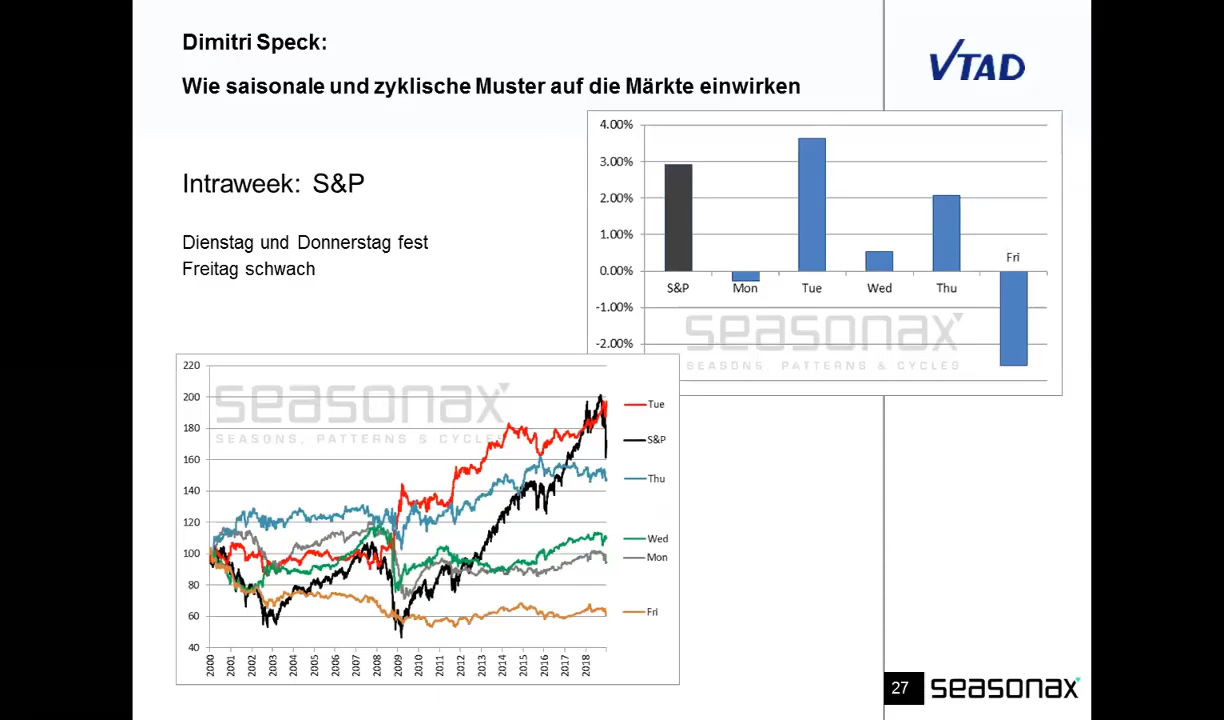 Dimitri Speck:
Wie saisonale und zyklische Muster auf die Märkte einwirken
VTAD
Intraweek: S&P
Dienstag und Donnerstag fest
Freitag schwach
4.00%
3.00%
2.00%
1.00%
0.00%
-1.00%
-2.00%
S&P
Mon
Tue
Wed
Thu
Fri
seasonax
SEASONS, PATTERNS & CYCLES
220
200
180
160
140
120
100
80
60
40
seasonax
SEASONS, PATTERNS & CYCLES
Tue
S&P
Thu
Wed
Mon
Fri
2000
2001
2002
2003
2004
2005
2006
2007
2008
2009
2010
2011
2012
2013
2014
2015
2016
2017
2018
27
seasonax